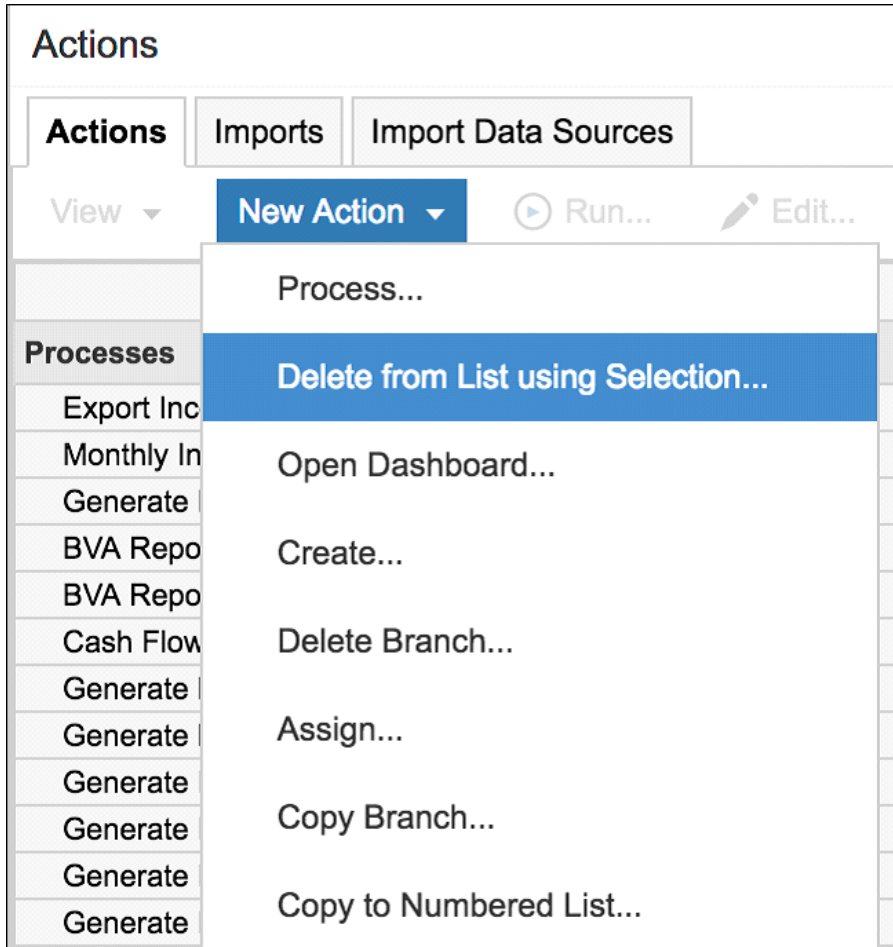 Actions
Actions Imports Import Data Sources
View New Action Run... Edit...
Process...
Processes
Delete from List using Selection...
Export Inc
Monthly In
Open Dashboard...
Generate
BVA Repo
Create...
BVA Repo
Cash Flow
Delete Branch...
Generate
Generate
Assign...
Generate
Generate
Copy Branch...
Generate
Generate
Copy to Numbered List...